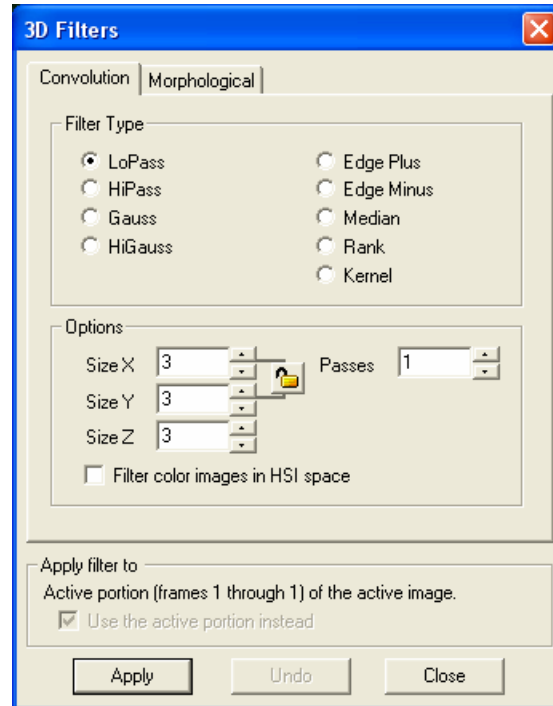 3D Filters
Convolution Morphological
Filter Type
LoPass Edge Plus
HiPass Edge Minus
Gauss Median
HiGauss Rank
Kernel
Options
Size X 3 Passes 1
Size Y 3
Size Z 3
Filter color images in HSI space
Apply filter to
Active portion (frames 1 through 1) of the active image.
Use the active portion instead
Apply Undo Close